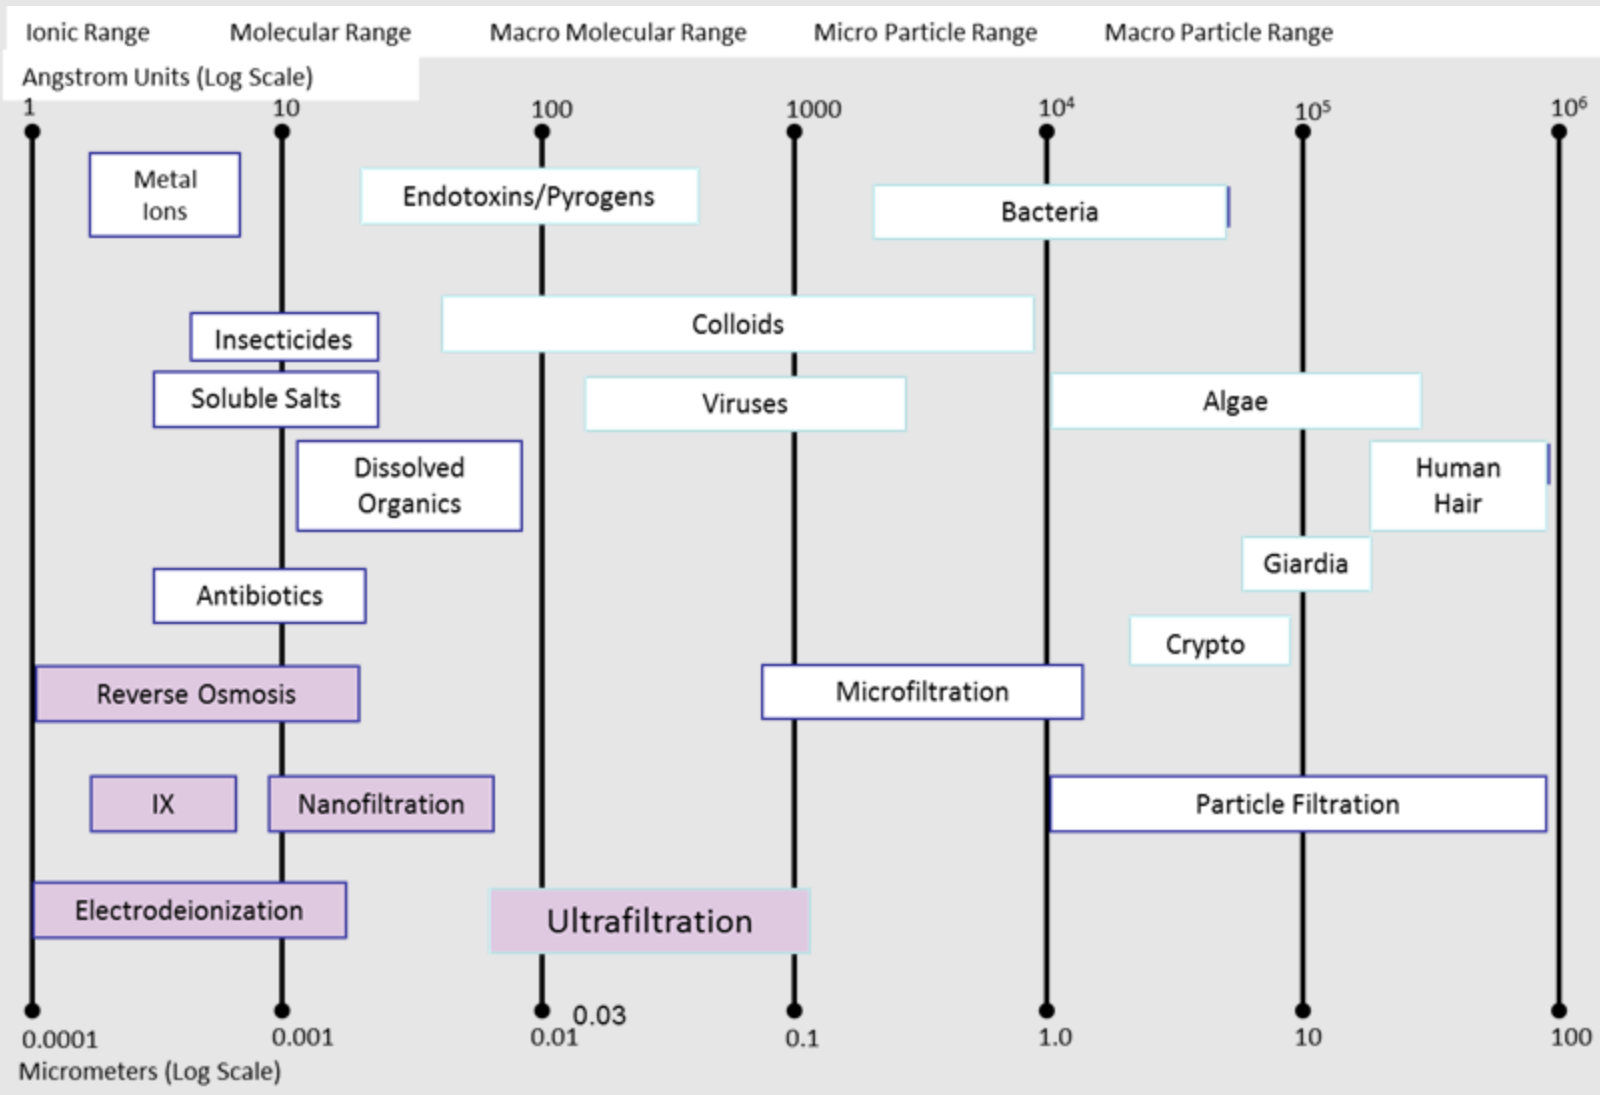 Ionic Range Molecular Range Macro Molecular Range Micro Particle Range Macro Particle Range
Angstrom Units (Log Scale)
1 10 100 1000 10⁴ 10⁵ 10⁶
Metal
Ions
Endotoxins/Pyrogens
Bacteria
Insecticides
Colloids
Soluble Salts
Viruses
Algae
Dissolved
Organics
Human
Hair
Giardia
Antibiotics
Crypto
Reverse Osmosis
Microfiltration
IX
Nanofiltration
Particle Filtration
Electrodeionization
Ultrafiltration
0.03
0.0001 0.001 0.01 0.1 1.0 10 100
Micrometers (Log Scale)